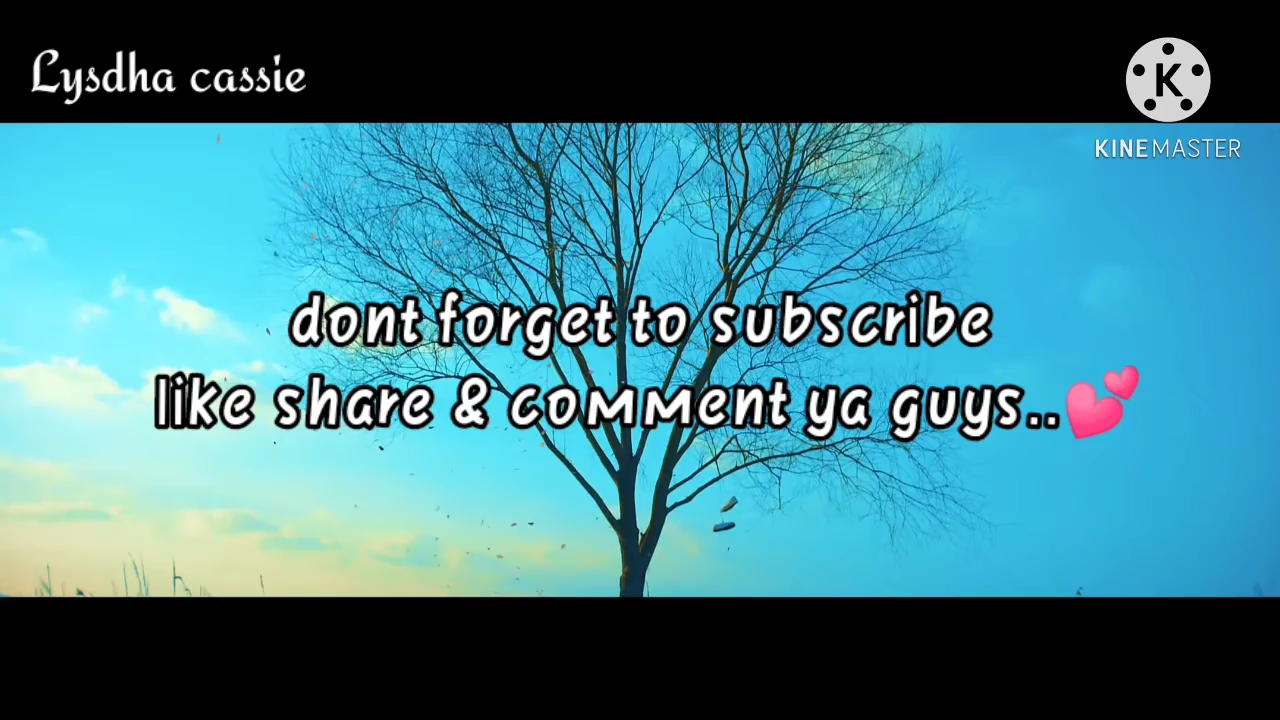 Lysdha cassie
K
KINEMASTER
dont forget to subscribe
like share & comment ya guys..💕